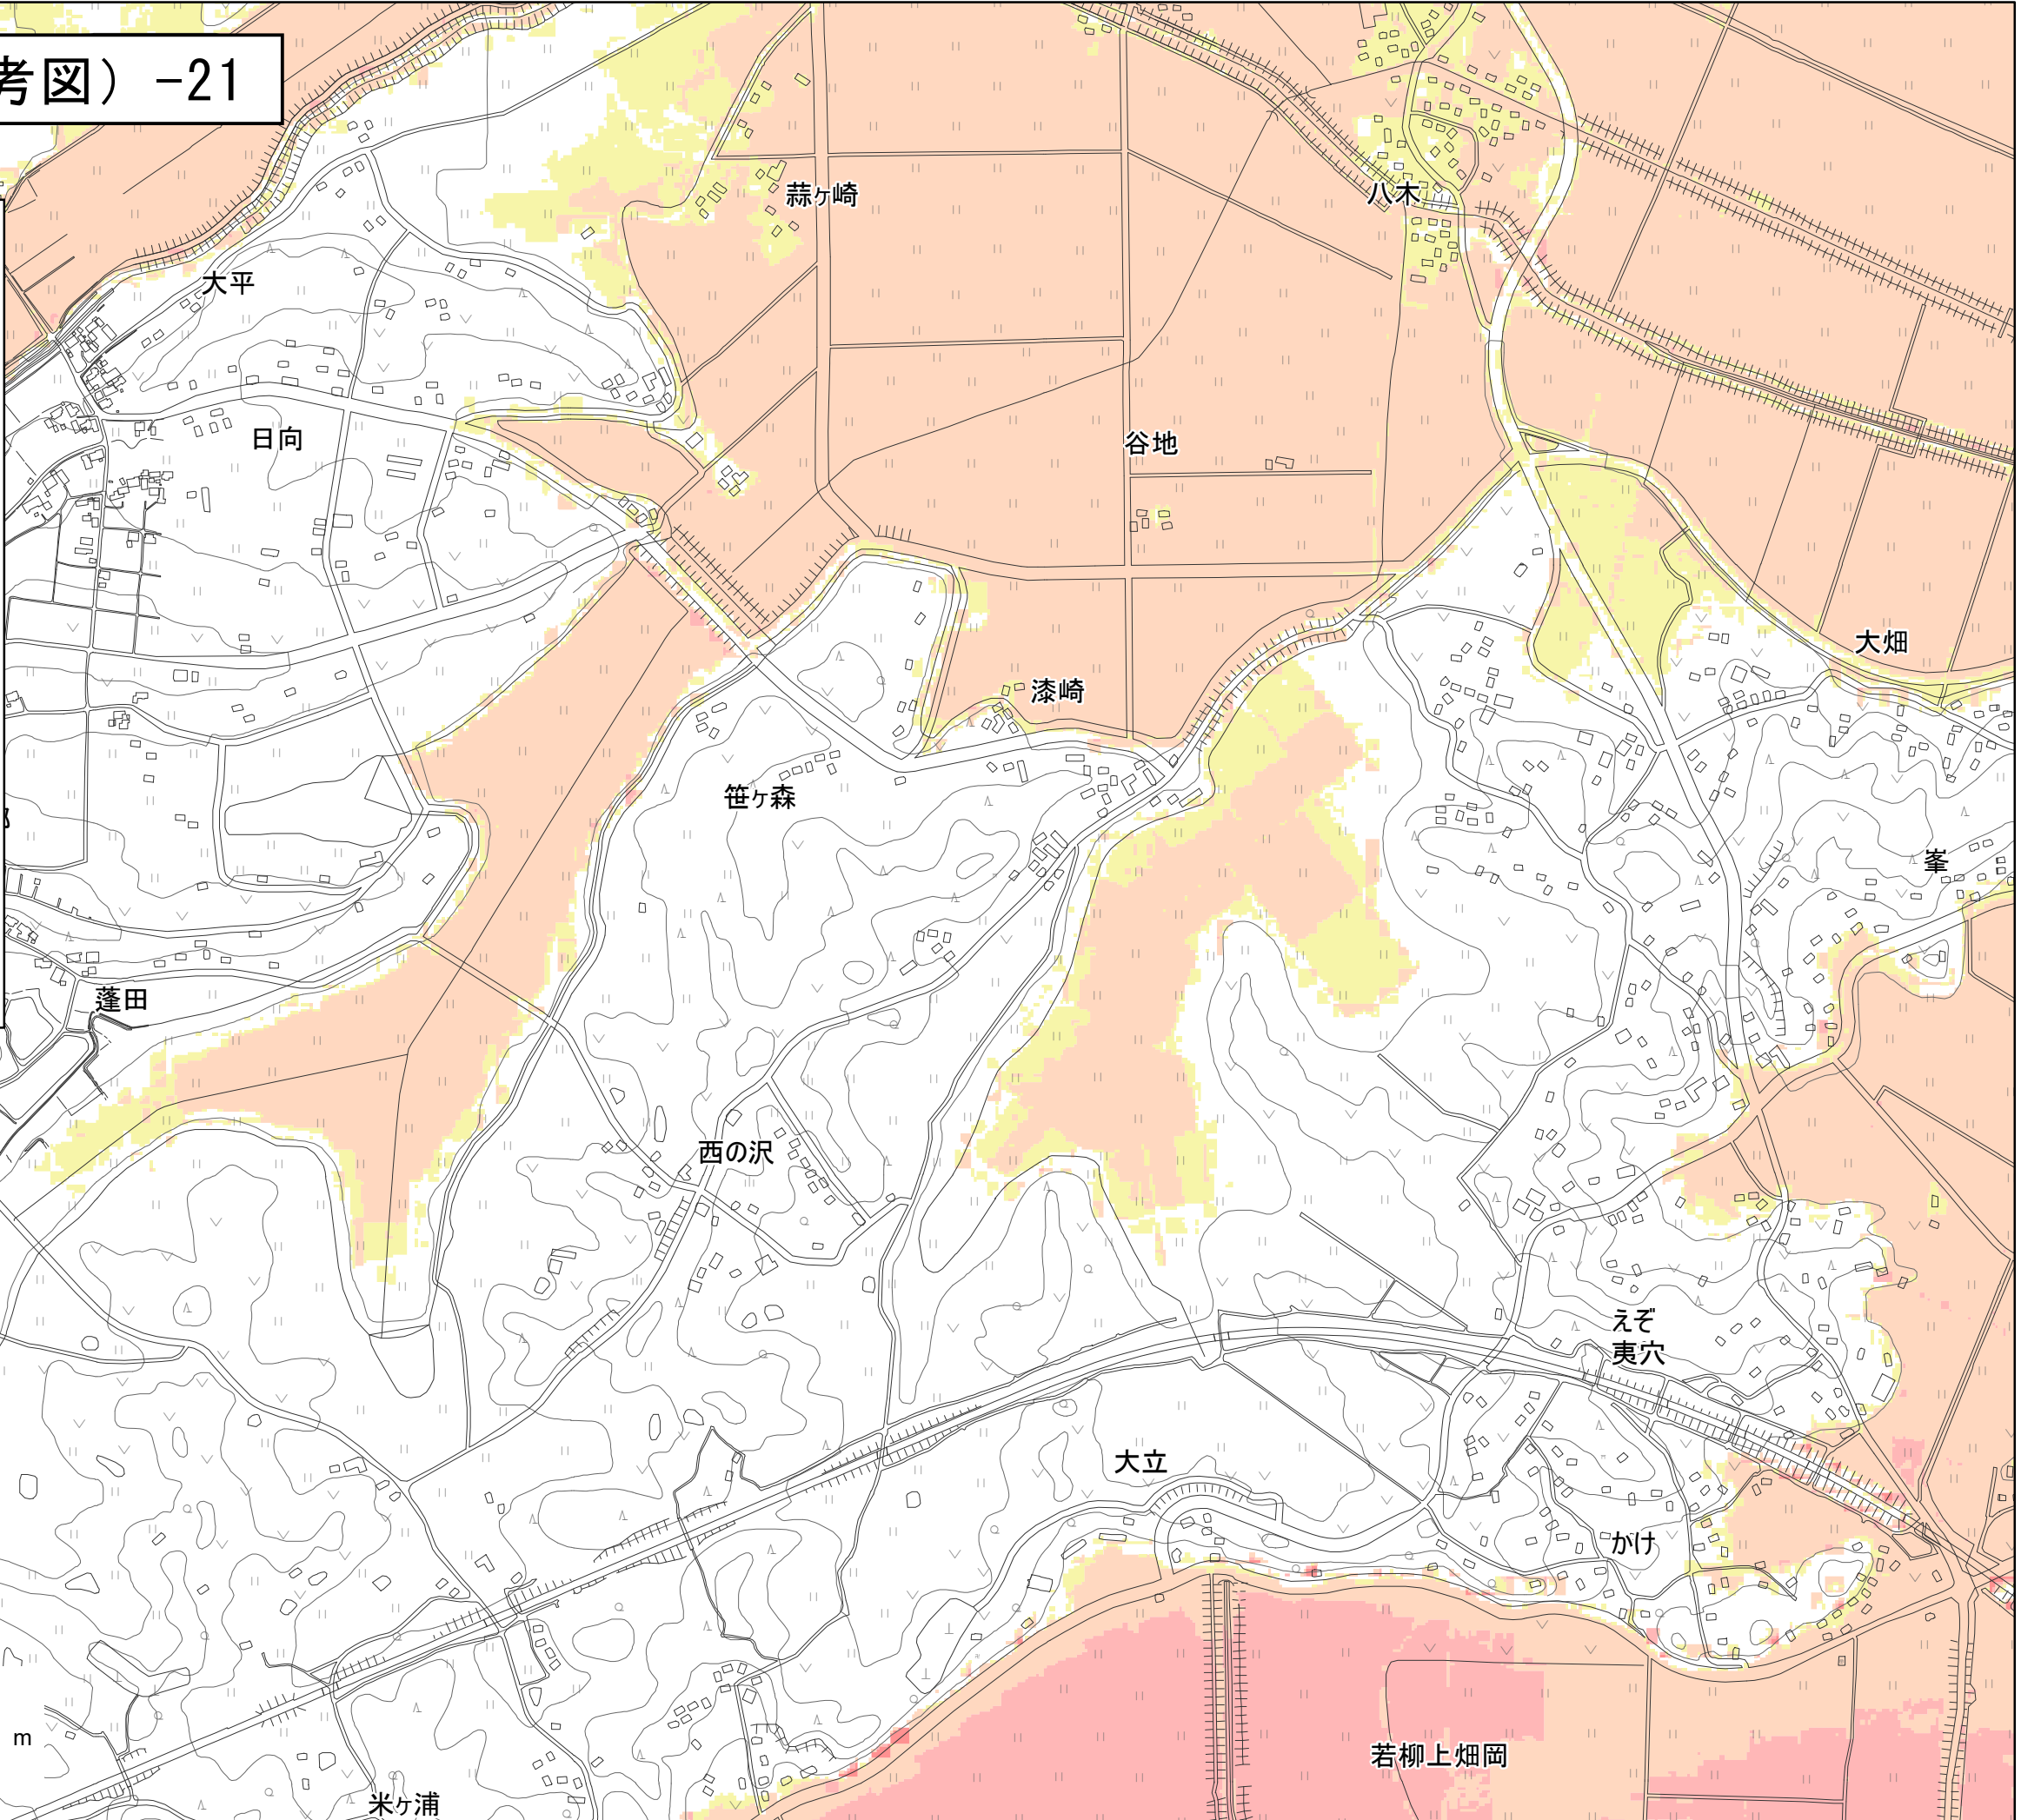 考図）-21
蒜ヶ崎
八木
大平
日向
谷地
大畑
漆崎
笹ヶ森
峯
蓬田
西の沢
えぞ
夷穴
大立
かけ
m
若柳上畑岡
米ヶ浦